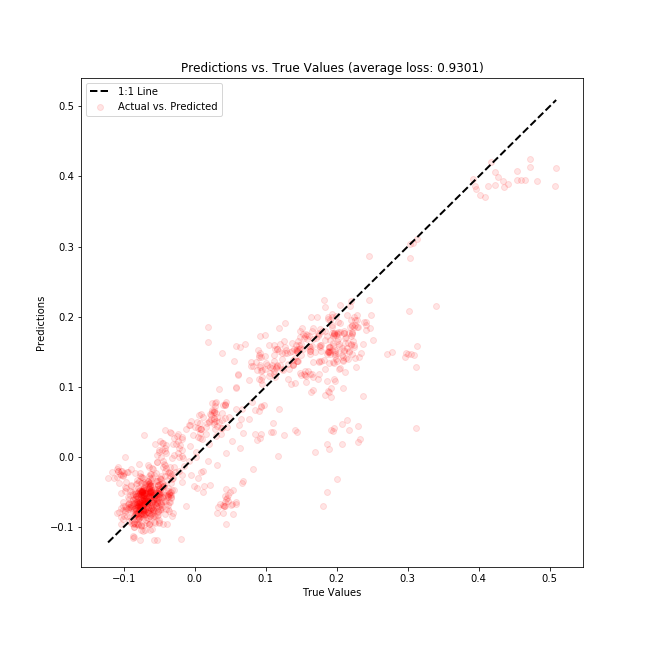 Predictions vs. True Values (average loss: 0.9301)
1:1 Line
Actual vs. Predicted
0.5
0.4
0.3
0.2
0.1
0.0
−0.1
Predictions
−0.1 0.0 0.1 0.2 0.3 0.4 0.5
True Values